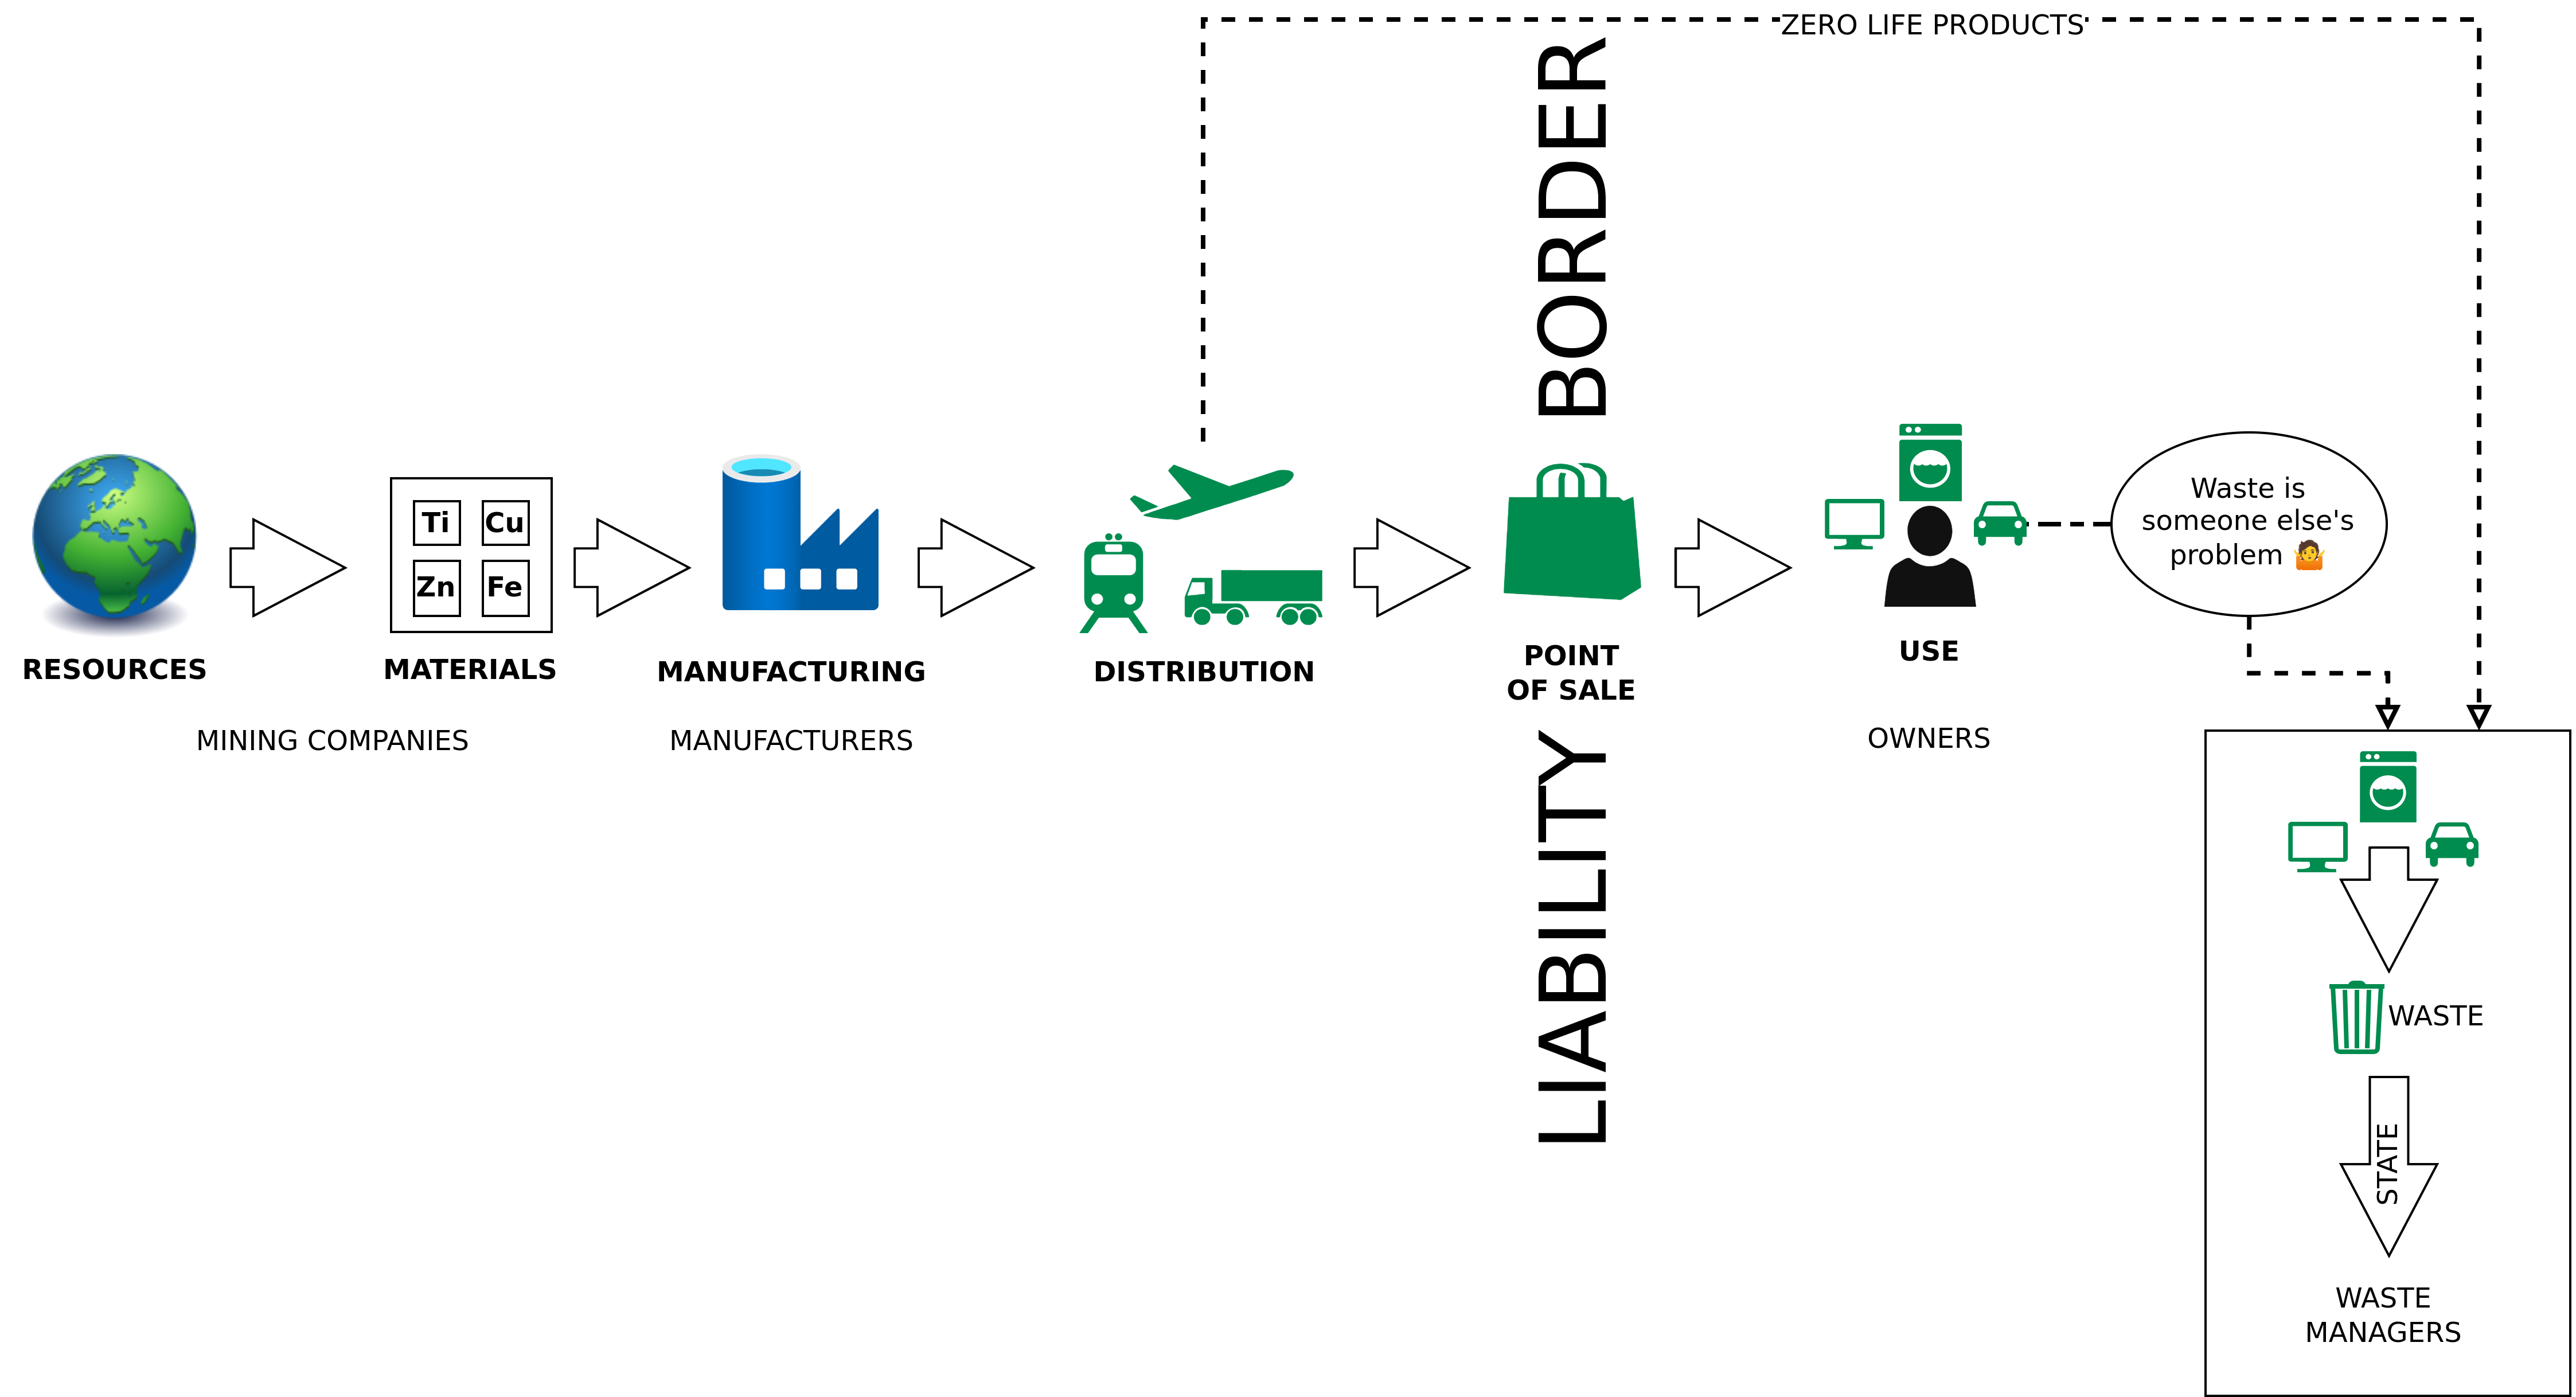 ZERO LIFE PRODUCTS
BORDER
Waste is
someone else's
problem 🤷
Ti
Cu
Zn
Fe
RESOURCES
MATERIALS
MANUFACTURING
DISTRIBUTION
POINT
OF SALE
USE
MINING COMPANIES
MANUFACTURERS
OWNERS
LIABILITY
WASTE
STATE
WASTE
MANAGERS